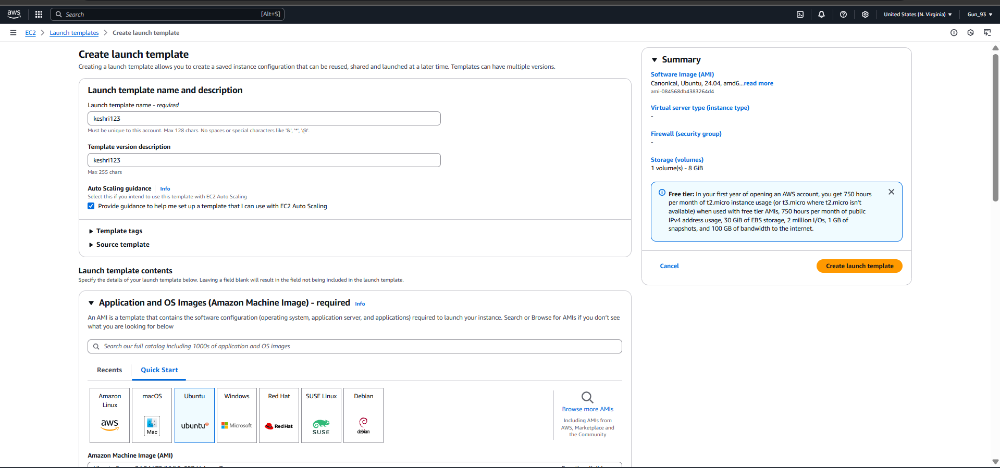 aws
Search [Alt+S]
United States (N. Virginia)
Gun_93
EC2
Launch templates
Create launch template
Create launch template
Creating a launch template allows you to create a saved instance configuration that can be reused, shared and launched at a later time. Templates can have multiple versions.
Launch template name and description
Launch template name - required
keshri123
Must be unique to this account. Max 128 chars. No spaces or special characters like '&', '*', '@'.
Template version description
keshri123
Max 255 chars
Auto Scaling guidance Info
Select this if you intend to use this template with EC2 Auto Scaling
Provide guidance to help me set up a template that I can use with EC2 Auto Scaling
Template tags
Source template
Launch template contents
Specify the details of your launch template below. Leaving a field blank will result in the field not being included in the launch template.
Application and OS Images (Amazon Machine Image) - required Info
An AMI is a template that contains the software configuration (operating system, application server, and applications) required to launch your instance. Search or Browse for AMIs if you don't see
what you are looking for below
Search our full catalog including 1000s of application and OS images
Recents
Quick Start
Amazon
Linux
aws
macOS
Mac
Ubuntu
ubuntu
Windows
Microsoft
Red Hat
Red Hat
SUSE Linux
SUSE
Debian
debian
Browse more AMIs
Including AMIs from
AWS, Marketplace and
the Community
Amazon Machine Image (AMI)
Summary
Software Image (AMI)
Canonical, Ubuntu, 24.04, amd6...read more
ami-084568db4383264d4
Virtual server type (instance type)
-
Firewall (security group)
-
Storage (volumes)
1 volume(s) - 8 GiB
Free tier: In your first year of opening an AWS account, you get 750 hours
per month of t2.micro instance usage (or t3.micro where t2.micro isn't
available) when used with free tier AMIs, 750 hours per month of public
IPv4 address usage, 30 GiB of EBS storage, 2 million I/Os, 1 GB of
snapshots, and 100 GB of bandwidth to the internet.
Cancel
Create launch template